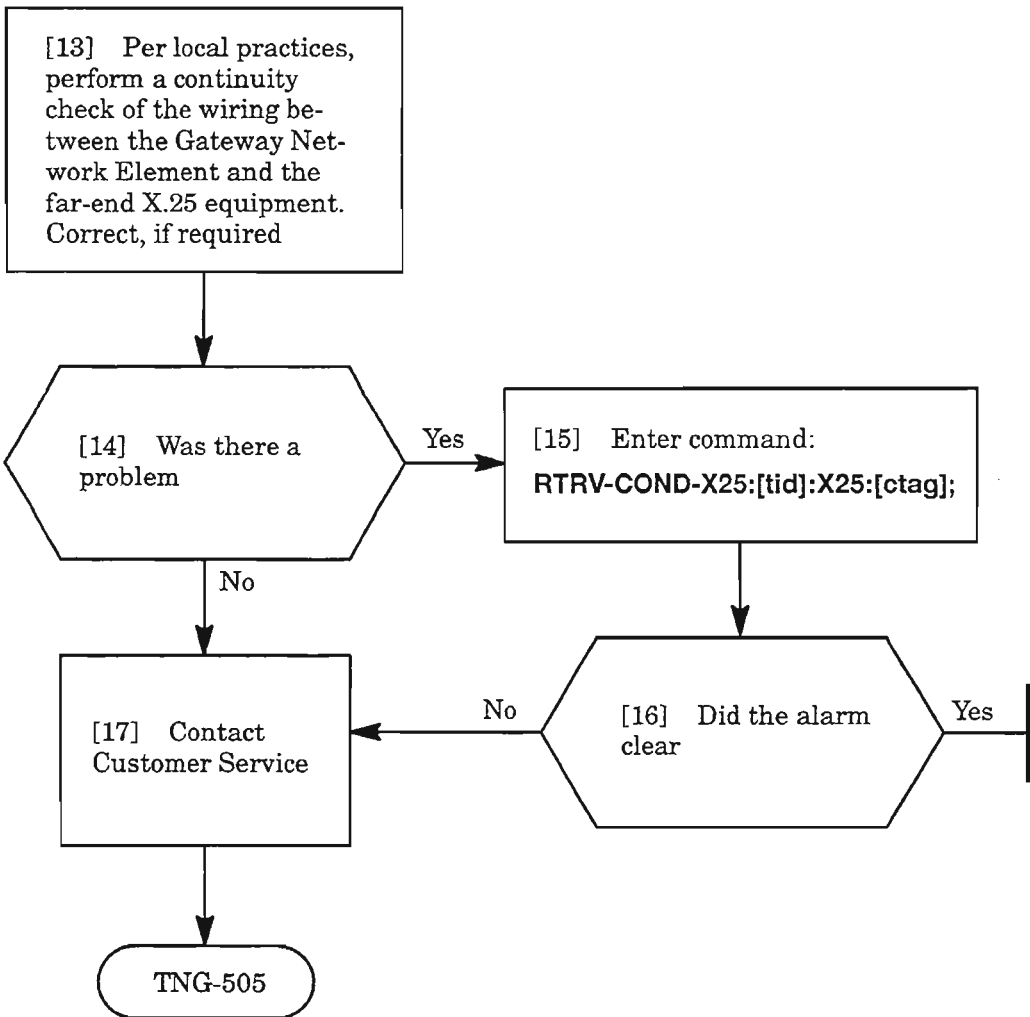 [13] Per local practices,
perform a continuity
check of the wiring be-
tween the Gateway Net-
work Element and the
far-end X.25 equipment.
Correct, if required
[14] Was there a
problem
Yes
[15] Enter command:
RTRV-COND-X25:[tid]:X25:[ctag];
No
[17] Contact
Customer Service
No
[16] Did the alarm
clear
Yes
TNG-505